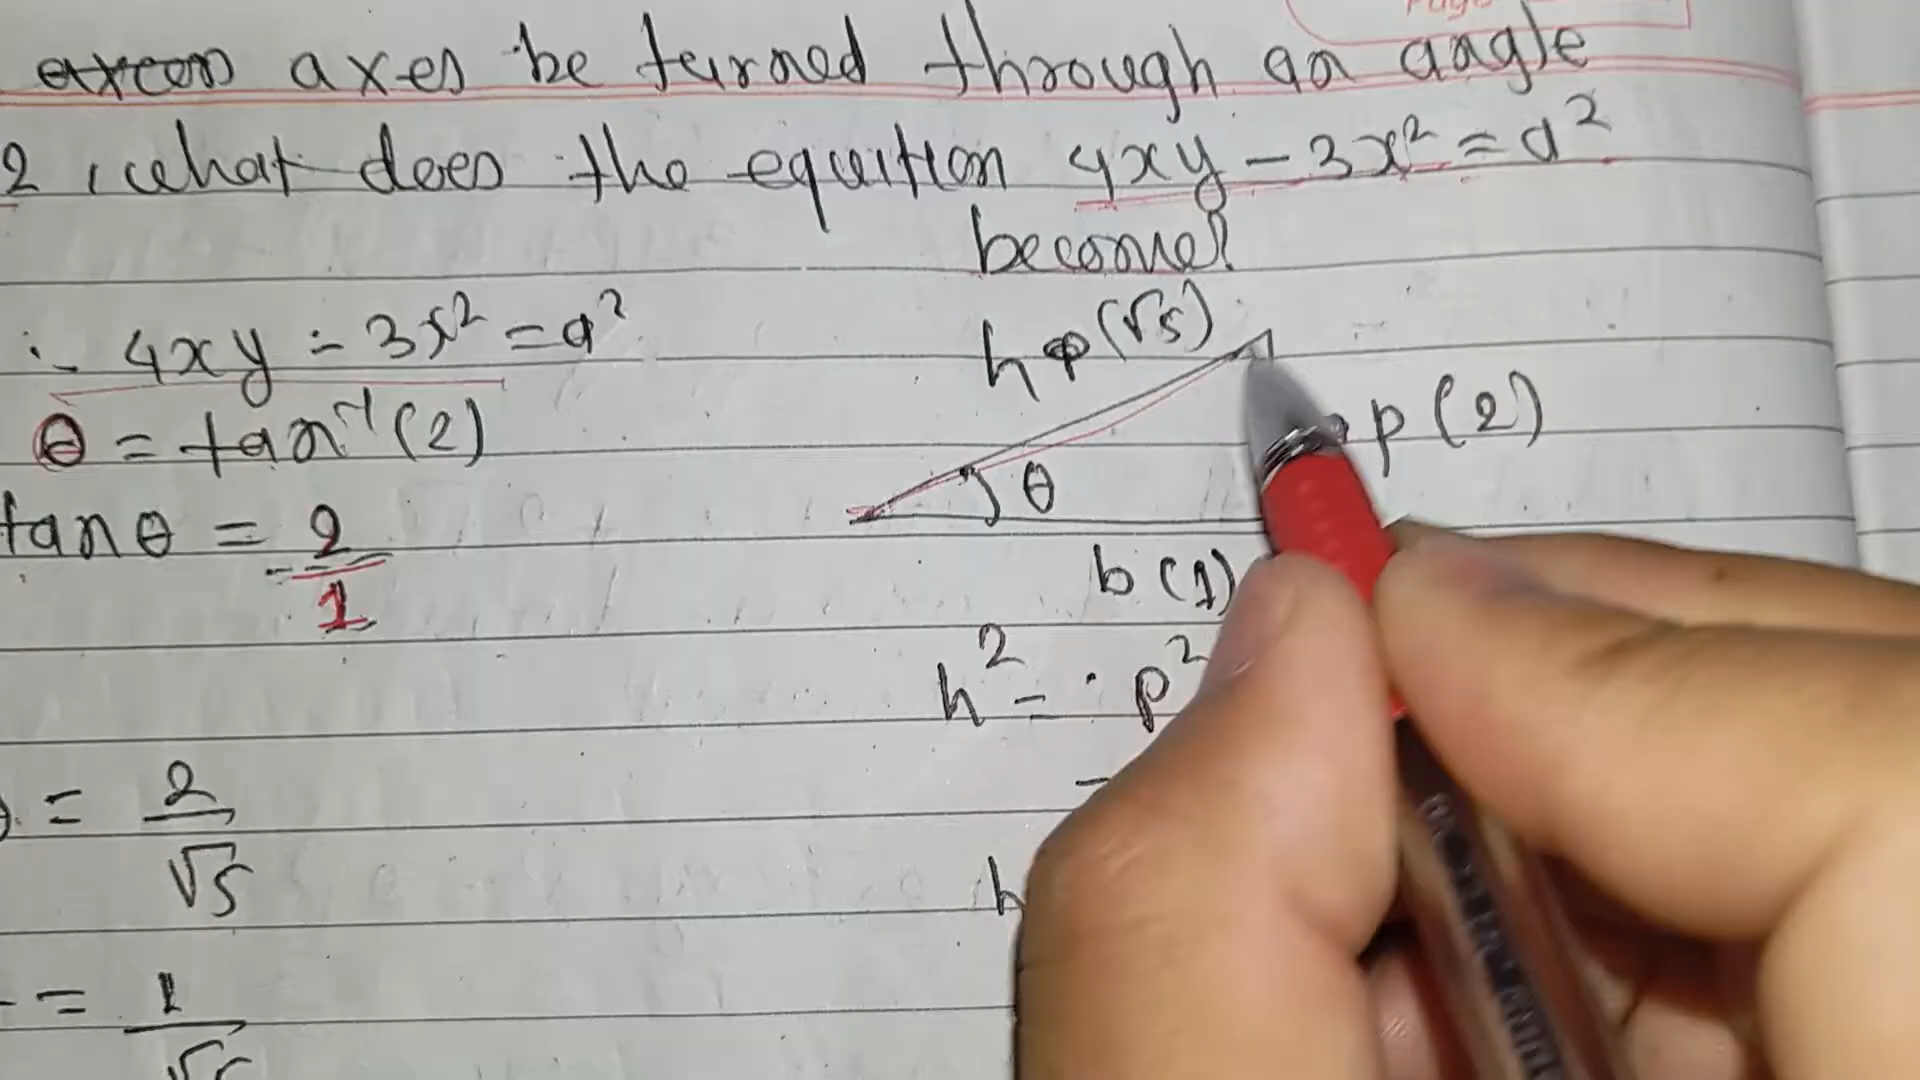 Page
axes be turned through an angle
2, what does the equation 4xy - 3x² = a²
become?
:- 4xy - 3x² = a²
h (√5)
θ = tan⁻¹(2)
p (2)
θ
tan θ = 2/1
b (1)
h² = p²
= 2/√5
h
= 1/√5